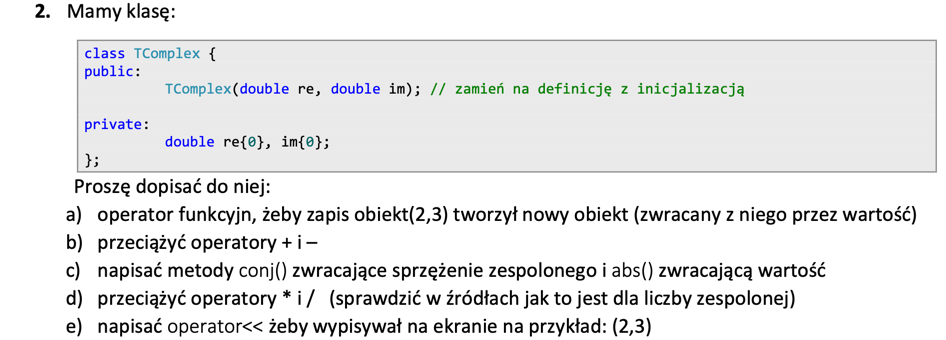 2. Mamy klasę:
class TComplex {
public:
TComplex(double re, double im); // zamień na definicję z inicjalizacją
private:
double re{0}, im{0};
};
Proszę dopisać do niej:
a) operator funkcyjn, żeby zapis obiekt(2,3) tworzył nowy obiekt (zwracany z niego przez wartość)
b) przeciążyć operatory + i –
c) napisać metody conj() zwracające sprzężenie zespolonego i abs() zwracającą wartość
d) przeciążyć operatory * i / (sprawdzić w źródłach jak to jest dla liczby zespolonej)
e) napisać operator<< żeby wypisywał na ekranie na przykład: (2,3)